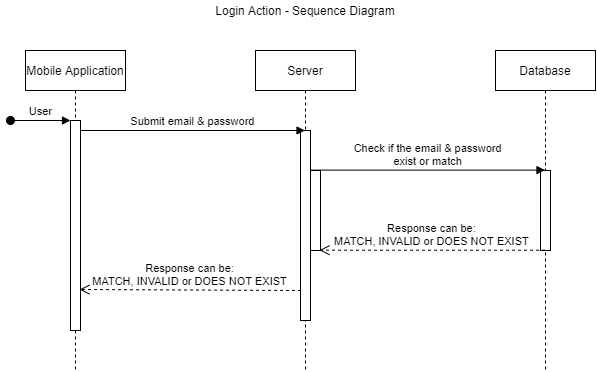 Login Action - Sequence Diagram
Mobile Application
Server
Database
User
Submit email & password
Check if the email & password
exist or match
Response can be:
MATCH, INVALID or DOES NOT EXIST
Response can be:
MATCH, INVALID or DOES NOT EXIST